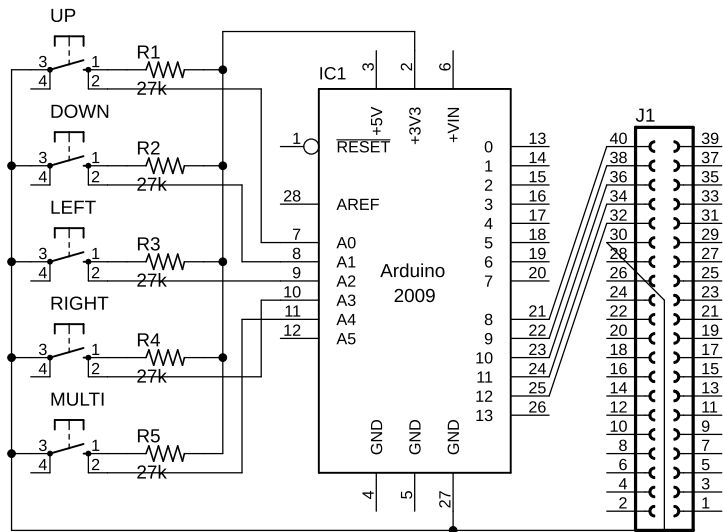 UP
3 1 R1
4 2 27k
DOWN
3 1 R2
4 2 27k
LEFT
3 1 R3
4 2 27k
RIGHT
3 1 R4
4 2 27k
MULTI
3 1 R5
4 2 27k
IC1
3 2 6
+5V +3V3 +VIN
1 RESET
28 AREF
7 A0
8 A1
9 A2
10 A3
11 A4
12 A5
Arduino
2009
0 13
1 14
2 15
3 16
4 17
5 18
6 19
7 20
8 21
9 22
10 23
11 24
12 25
13 26
GND GND GND
4 5 27
J1
40 39
38 37
36 35
34 33
32 31
30 29
28 27
26 25
24 23
22 21
20 19
18 17
16 15
14 13
12 11
10 9
8 7
6 5
4 3
2 1